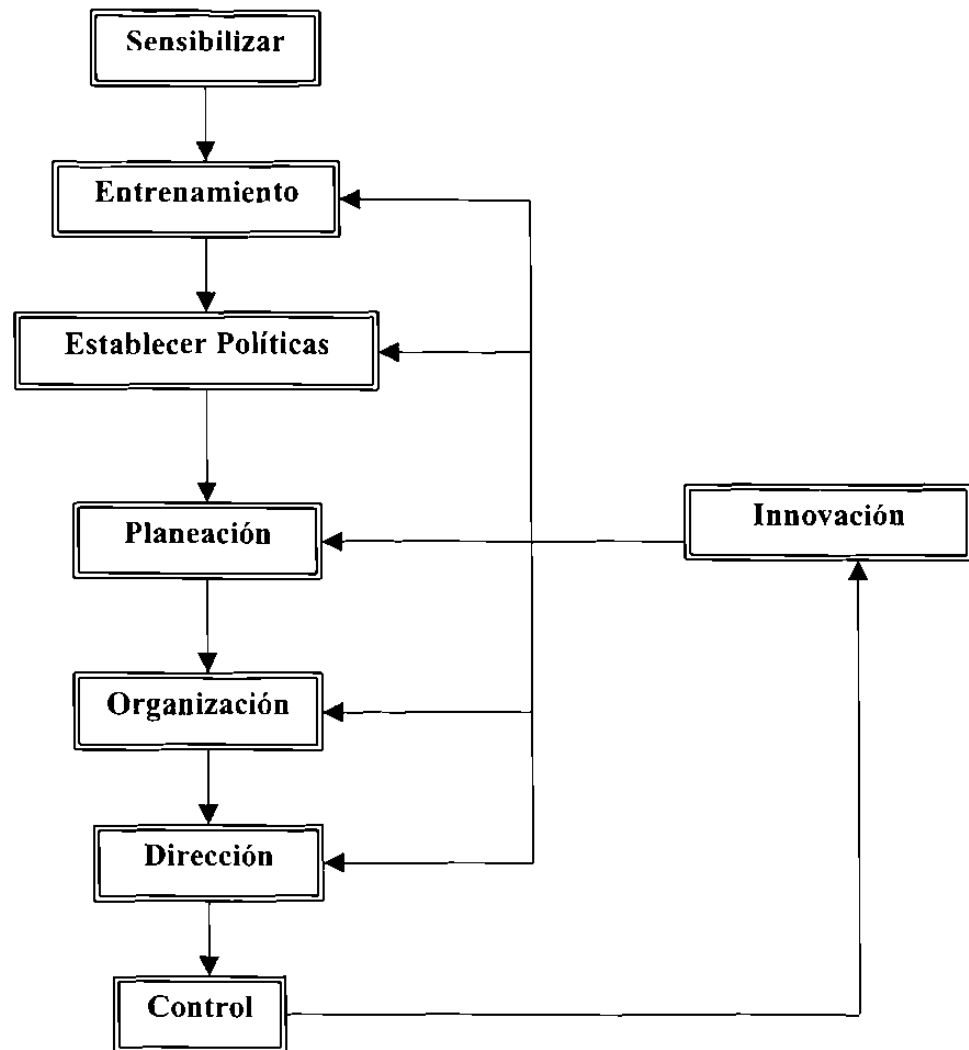 Sensibilizar
Entrenamiento
Establecer Políticas
Planeación
Innovación
Organización
Dirección
Control